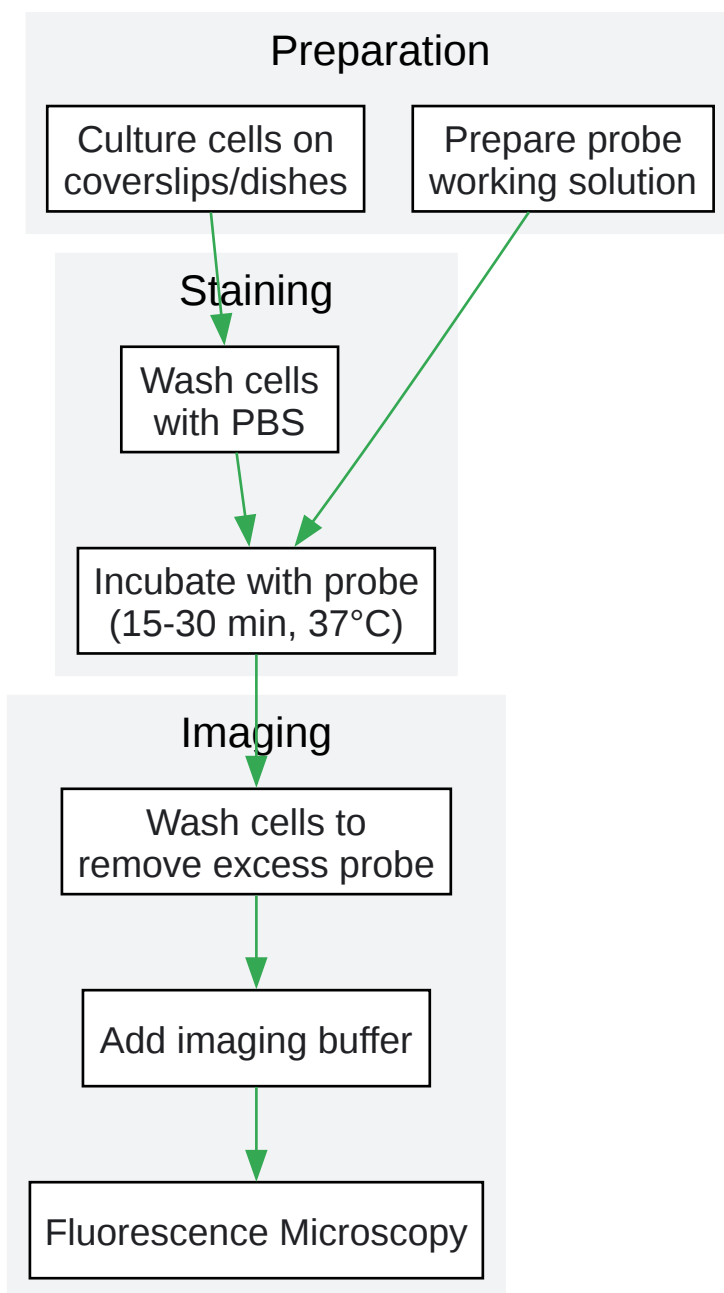 Preparation
Culture cells on
coverslips/dishes
Prepare probe
working solution
Staining
Wash cells
with PBS
Incubate with probe
(15-30 min, 37°C)
Imaging
Wash cells to
remove excess probe
Add imaging buffer
Fluorescence Microscopy